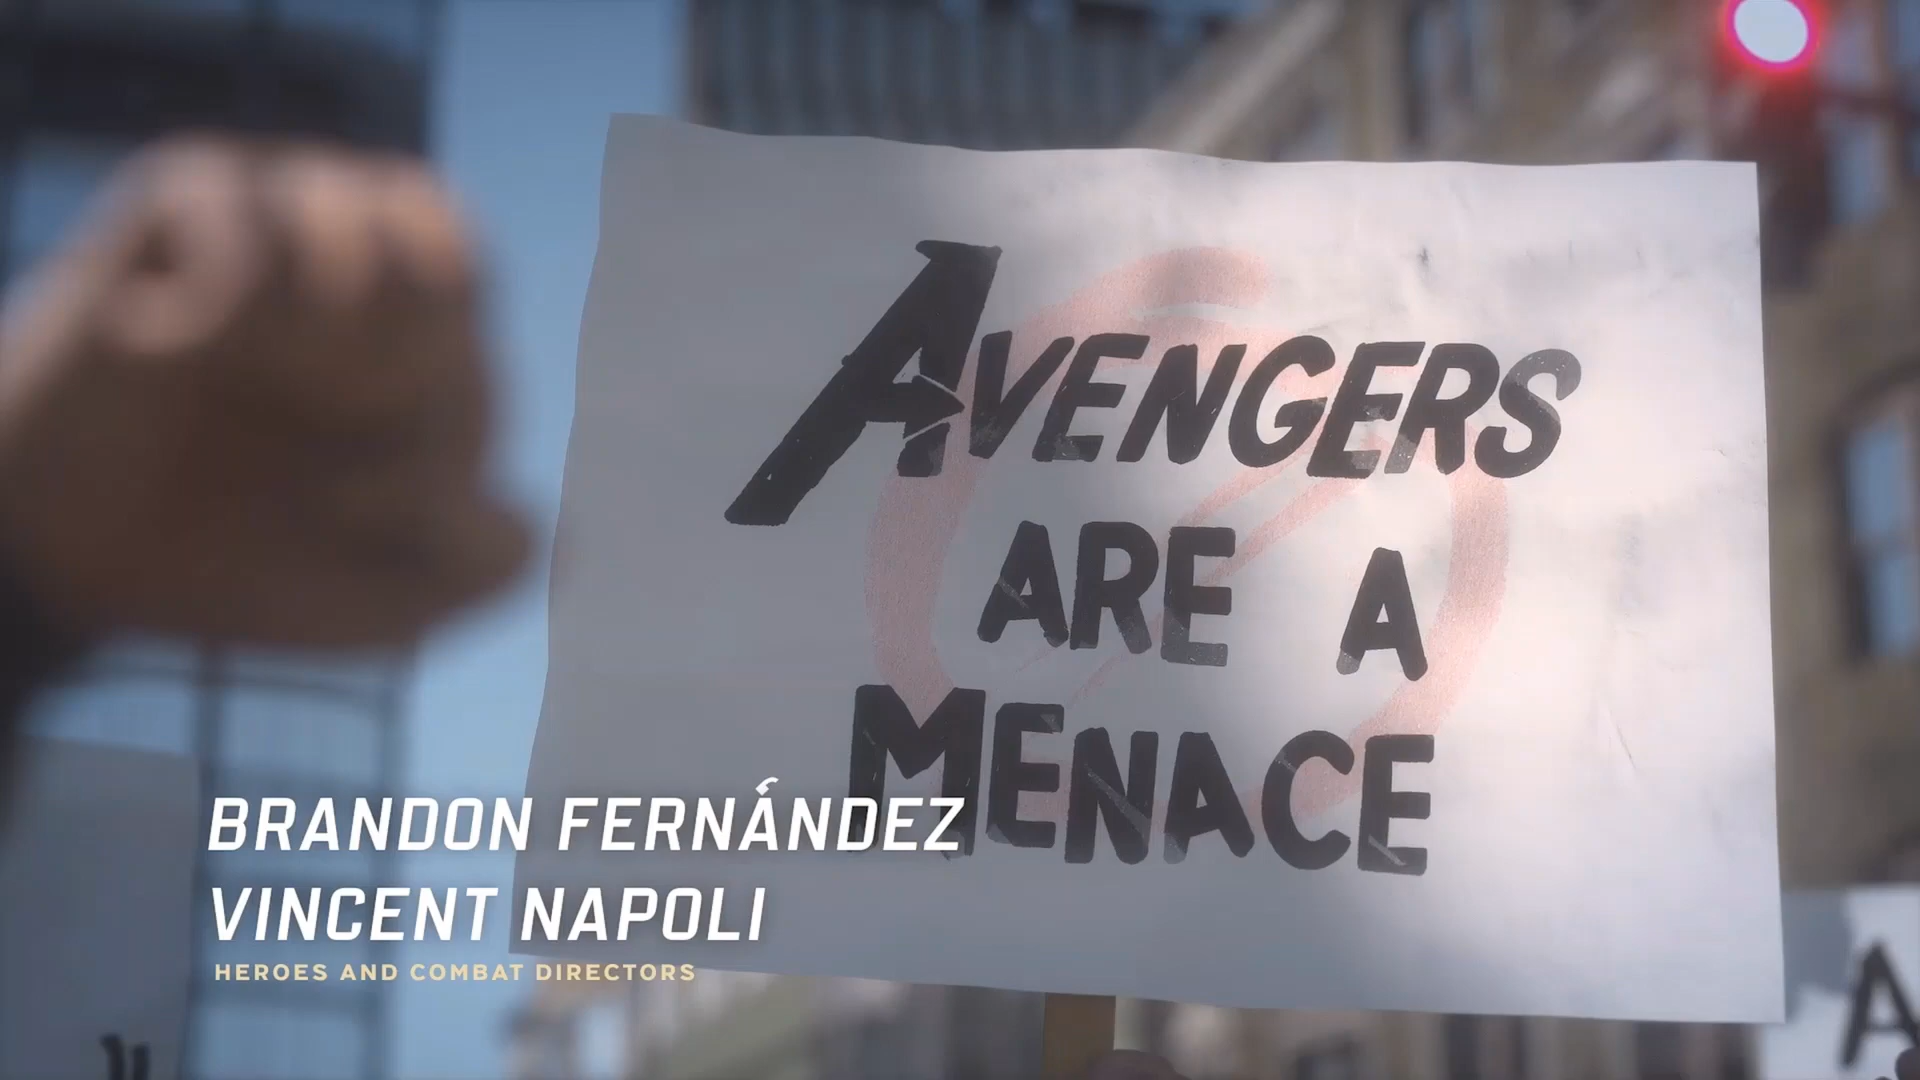 AVENGERS
ARE A
MENACE
BRANDON FERNÁNDEZ
VINCENT NAPOLI
HEROES AND COMBAT DIRECTORS
A